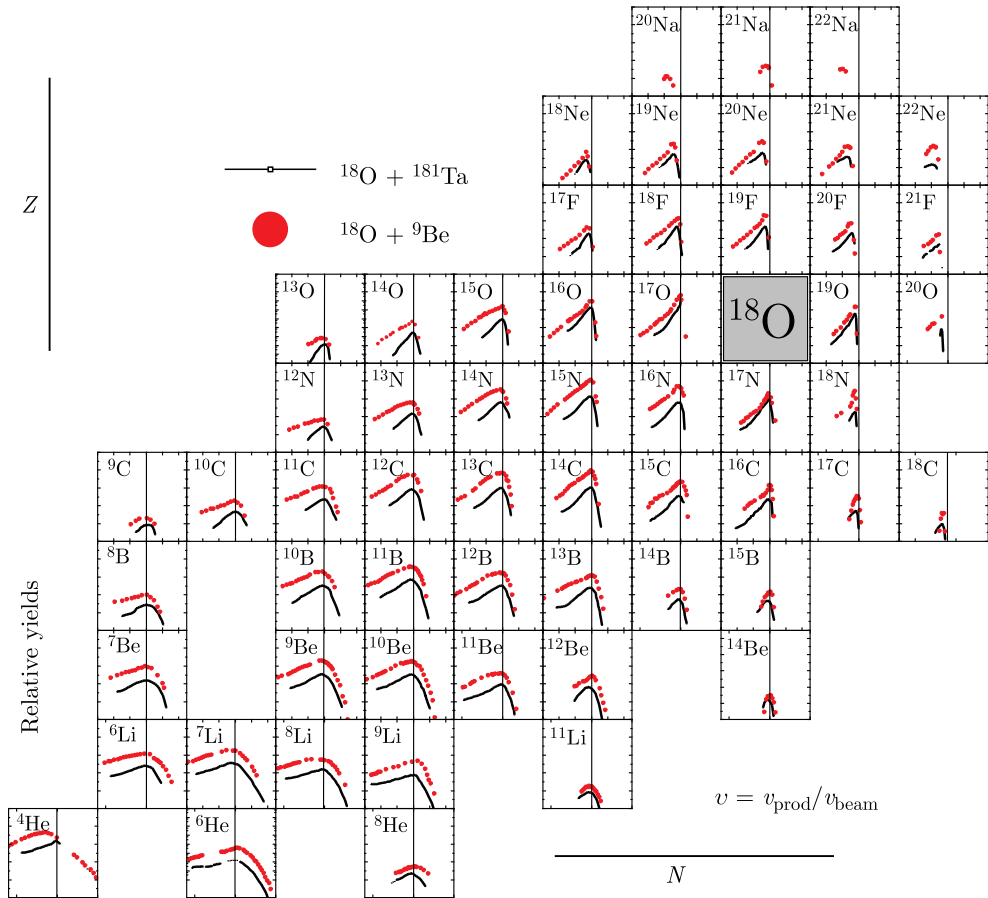 ²⁰Na ²¹Na ²²Na
¹⁸Ne ¹⁹Ne ²⁰Ne ²¹Ne ²²Ne
¹⁸O + ¹⁸¹Ta
Z
¹⁷F ¹⁸F ¹⁹F ²⁰F ²¹F
¹⁸O + ⁹Be
¹³O ¹⁴O ¹⁵O ¹⁶O ¹⁷O ¹⁸O ¹⁹O ²⁰O
¹²N ¹³N ¹⁴N ¹⁵N ¹⁶N ¹⁷N ¹⁸N
⁹C ¹⁰C ¹¹C ¹²C ¹³C ¹⁴C ¹⁵C ¹⁶C ¹⁷C ¹⁸C
⁸B ¹⁰B ¹¹B ¹²B ¹³B ¹⁴B ¹⁵B
⁷Be ⁹Be ¹⁰Be ¹¹Be ¹²Be ¹⁴Be
Relative yields
⁶Li ⁷Li ⁸Li ⁹Li ¹¹Li
v = v_prod/v_beam
⁴He ⁶He ⁸He
N